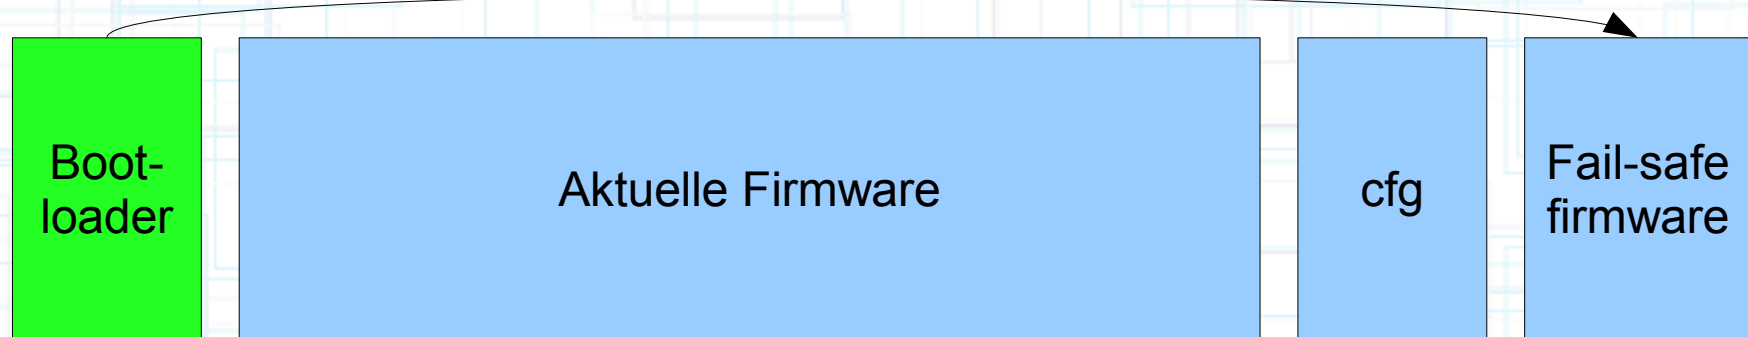 Boot-
loader
Aktuelle Firmware
cfg
Fail-safe
firmware